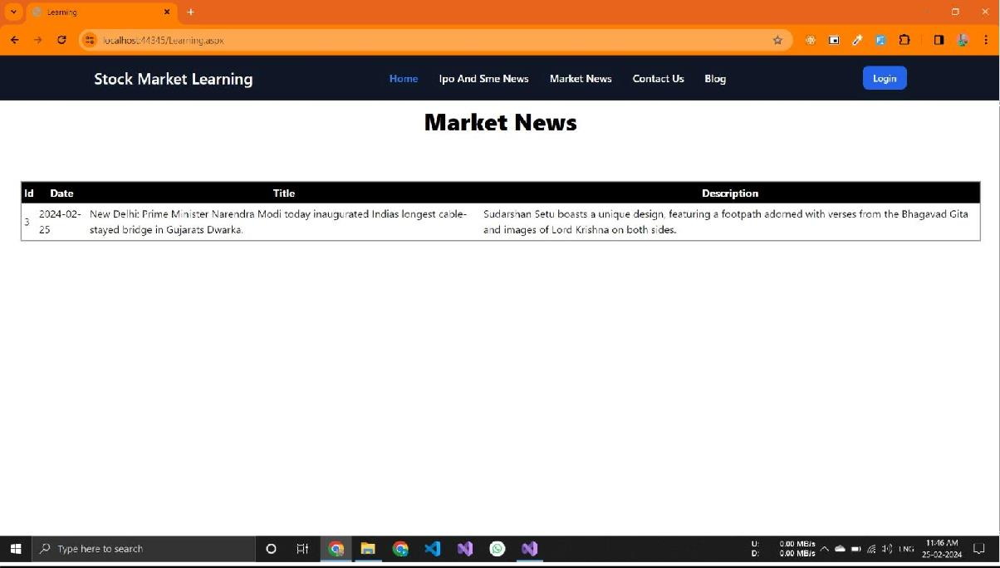 Learning
localhost:44345/Learning.aspx
Stock Market Learning Home Ipo And Sme News Market News Contact Us Blog Login
Market News
Id Date Title Description
3 2024-02-25 New Delhi: Prime Minister Narendra Modi today inaugurated Indias longest cable-
stayed bridge in Gujarats Dwarka.
Sudarshan Setu boasts a unique design, featuring a footpath adorned with verses from the Bhagavad Gita
and images of Lord Krishna on both sides.
Type here to search
U: 0.00 MB/s
D: 0.00 MB/s
ENG
11:46 AM
25-02-2024